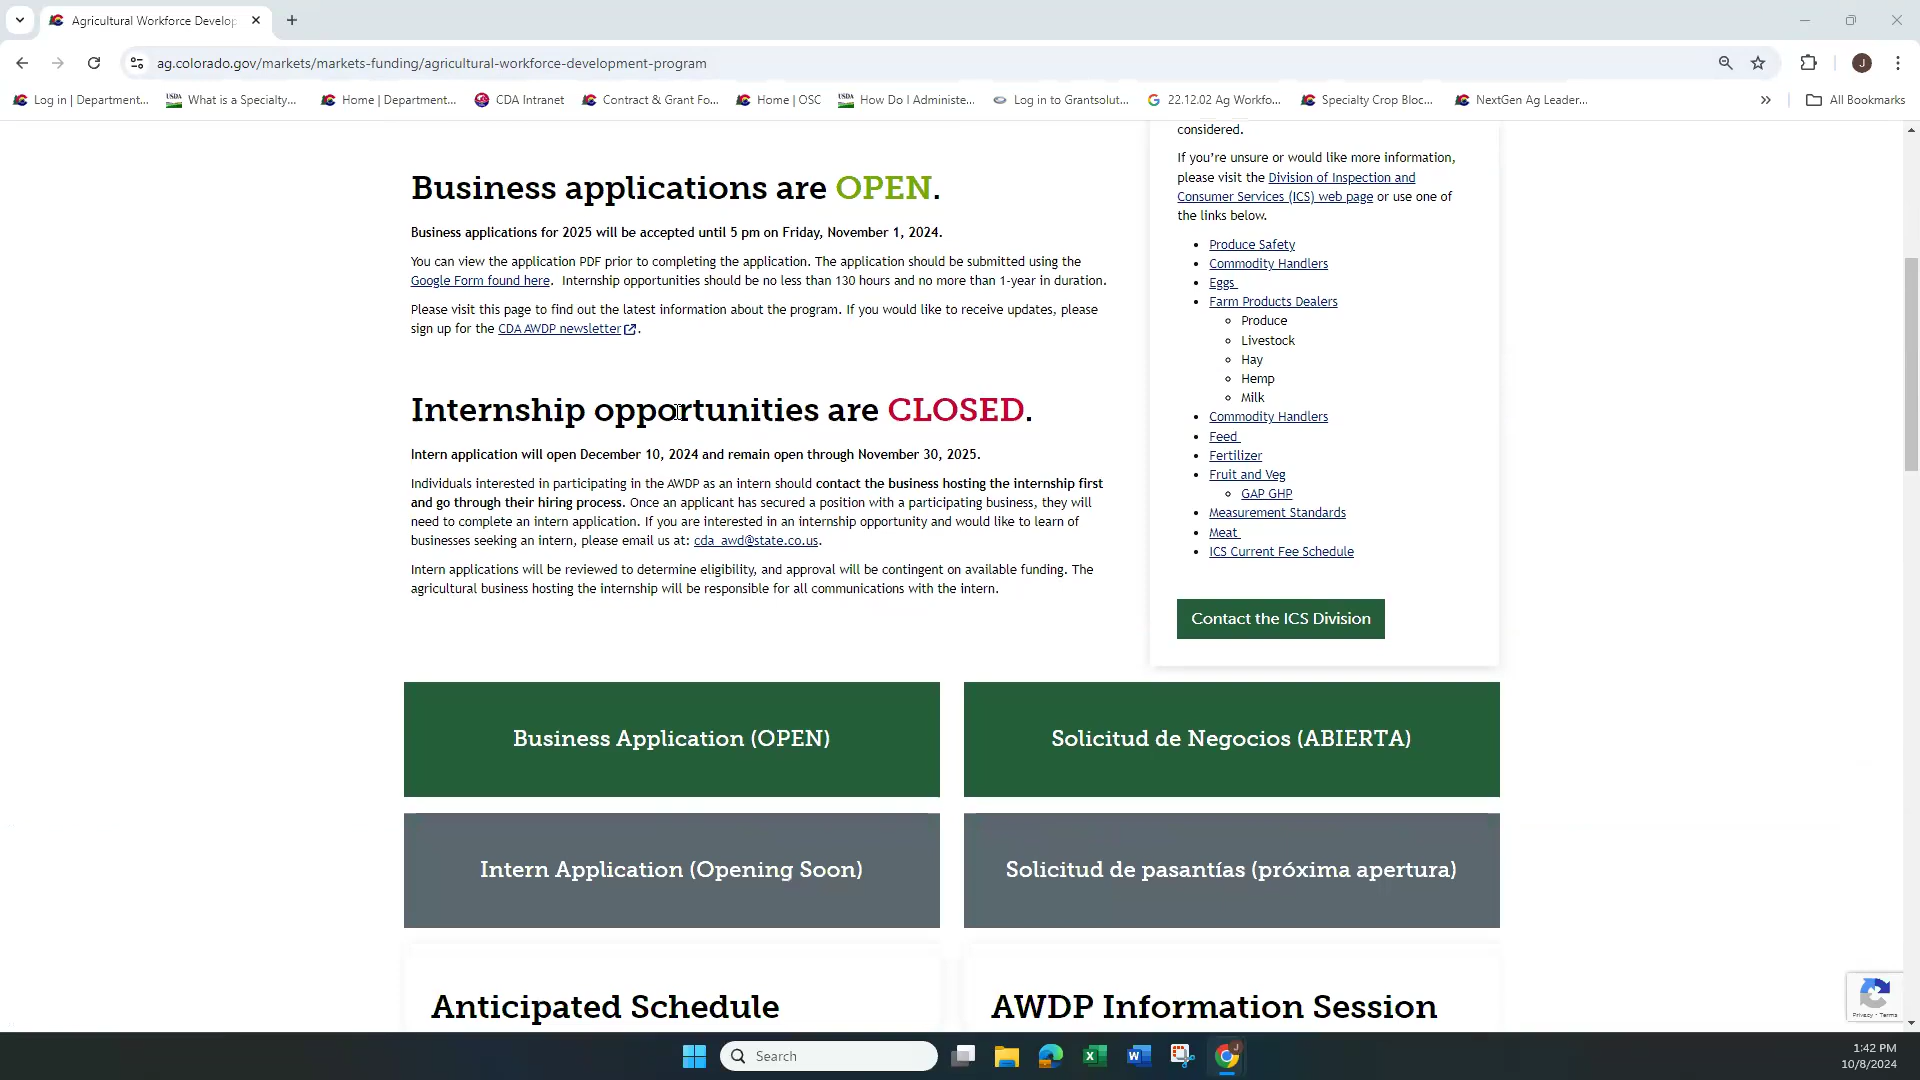 Agricultural Workforce Develop
ag.colorado.gov/markets/markets-funding/agricultural-workforce-development-program
J
Log in | Department...
What is a Specialty...
Home | Department...
CDA Intranet
Contract & Grant Fo...
Home | OSC
How Do I Administe...
Log in to Grantsolut...
22.12.02 Ag Workfo...
Specialty Crop Bloc...
NextGen Ag Leader...
All Bookmarks
Business applications are OPEN.
Business applications for 2025 will be accepted until 5 pm on Friday, November 1, 2024.
You can view the application PDF prior to completing the application. The application should be submitted using the
Google Form found here.  Internship opportunities should be no less than 130 hours and no more than 1-year in duration.
Please visit this page to find out the latest information about the program. If you would like to receive updates, please
sign up for the CDA AWDP newsletter.
Internship opportunities are CLOSED.
Intern application will open December 10, 2024 and remain open through November 30, 2025.
Individuals interested in participating in the AWDP as an intern should contact the business hosting the internship first
and go through their hiring process. Once an applicant has secured a position with a participating business, they will
need to complete an intern application. If you are interested in an internship opportunity and would like to learn of
businesses seeking an intern, please email us at: cda_awd@state.co.us.
Intern applications will be reviewed to determine eligibility, and approval will be contingent on available funding. The
agricultural business hosting the internship will be responsible for all communications with the intern.
considered.
If you're unsure or would like more information,
please visit the Division of Inspection and
Consumer Services (ICS) web page or use one of
the links below.
Produce Safety
Commodity Handlers
Eggs
Farm Products Dealers
Produce
Livestock
Hay
Hemp
Milk
Commodity Handlers
Feed
Fertilizer
Fruit and Veg
GAP GHP
Measurement Standards
Meat
ICS Current Fee Schedule
Contact the ICS Division
Business Application (OPEN)
Solicitud de Negocios (ABIERTA)
Intern Application (Opening Soon)
Solicitud de pasantías (próxima apertura)
Anticipated Schedule
AWDP Information Session
Privacy - Terms
Search
1:42 PM
10/8/2024